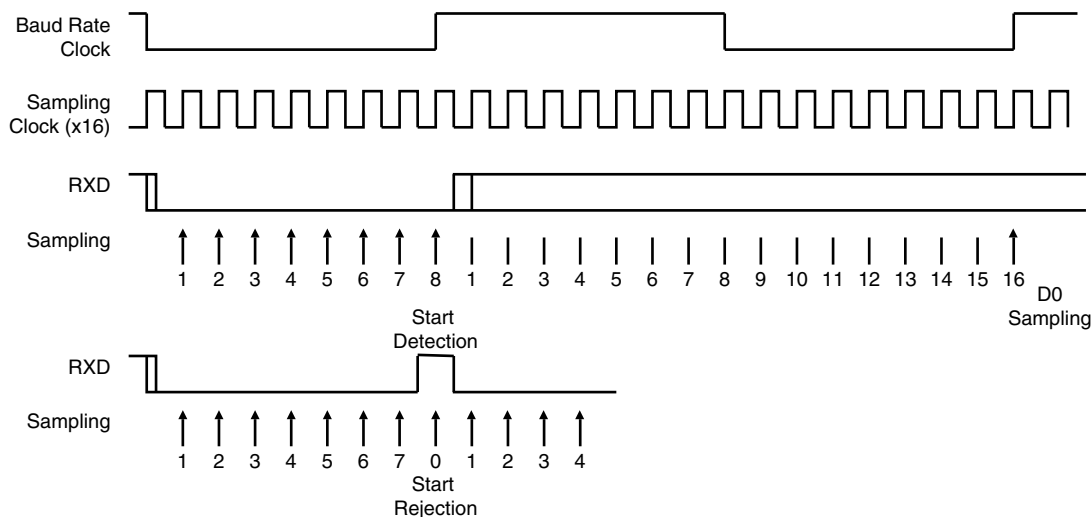 Baud Rate
Clock
Sampling
Clock (x16)
RXD
Sampling
1 2 3 4 5 6 7 8 1 2 3 4 5 6 7 8 9 10 11 12 13 14 15 16
D0
Sampling
Start
Detection
RXD
Sampling
1 2 3 4 5 6 7 0 1 2 3 4
Start
Rejection